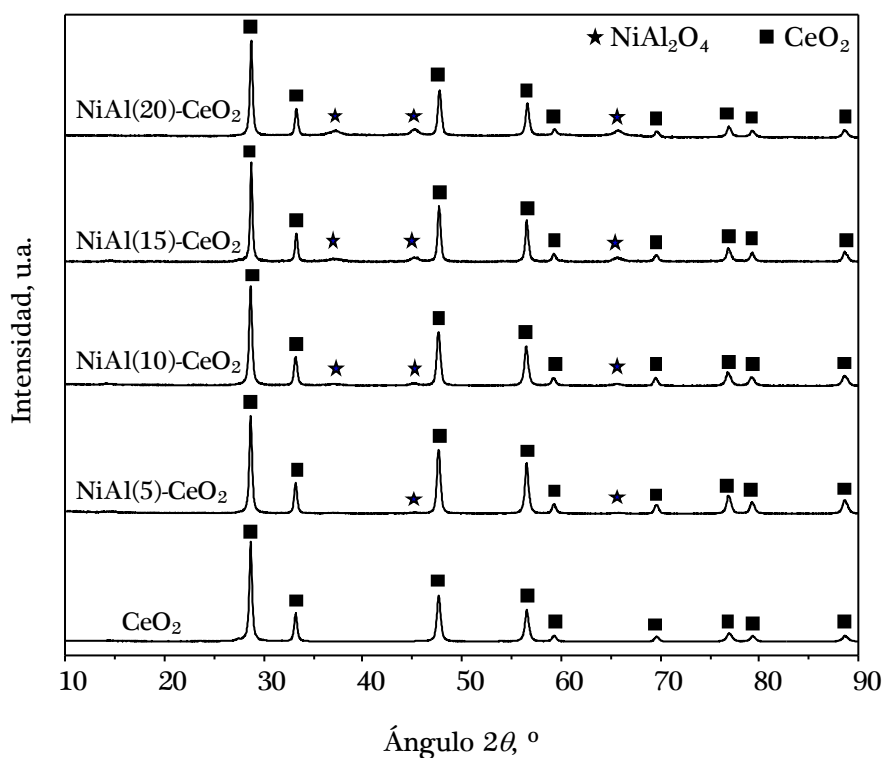 ★ NiAl₂O₄ ■ CeO₂
NiAl(20)-CeO₂
NiAl(15)-CeO₂
NiAl(10)-CeO₂
NiAl(5)-CeO₂
CeO₂
Intensidad, u.a.
10 20 30 40 50 60 70 80 90
Ángulo 2θ, º